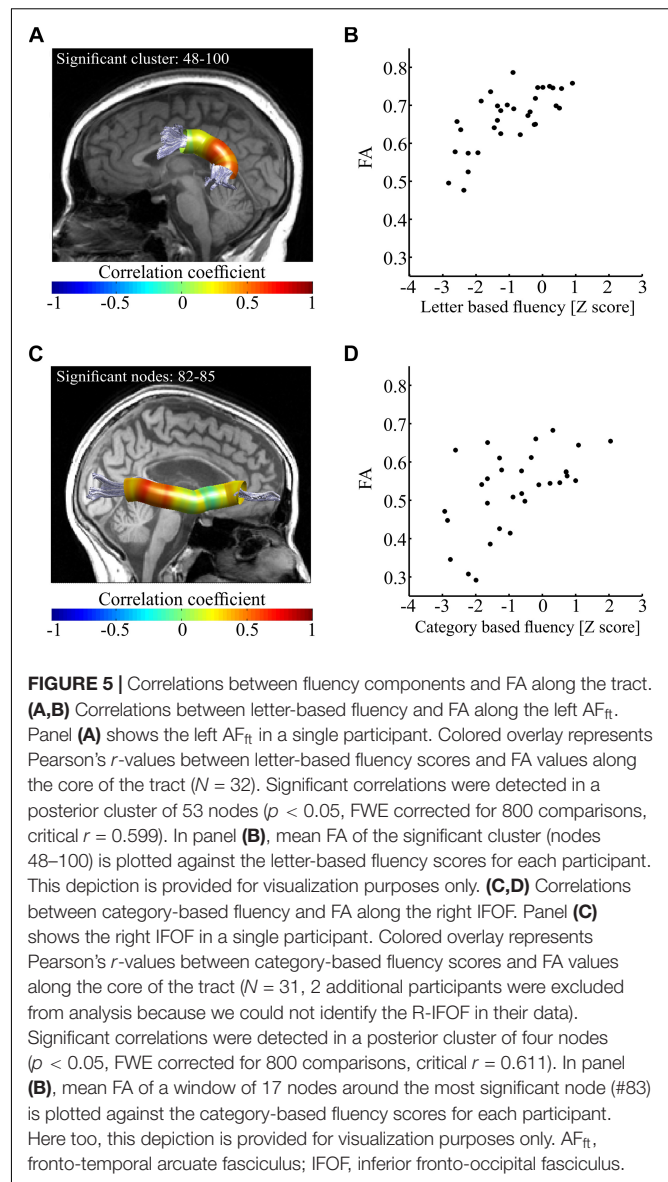 A
Significant cluster: 48-100
Correlation coefficient
-1 -0.5 0 0.5 1
B
0.8
0.7
0.6
0.5
0.4
0.3
FA
-4 -3 -2 -1 0 1 2 3
Letter based fluency [Z score]
C
Significant nodes: 82-85
Correlation coefficient
-1 -0.5 0 0.5 1
D
0.8
0.7
0.6
0.5
0.4
0.3
FA
-4 -3 -2 -1 0 1 2 3
Category based fluency [Z score]
FIGURE 5 | Correlations between fluency components and FA along the tract.
(A,B) Correlations between letter-based fluency and FA along the left AFft.
Panel (A) shows the left AFft in a single participant. Colored overlay represents
Pearson's r-values between letter-based fluency scores and FA values along
the core of the tract (N = 32). Significant correlations were detected in a
posterior cluster of 53 nodes (p < 0.05, FWE corrected for 800 comparisons,
critical r = 0.599). In panel (B), mean FA of the significant cluster (nodes
48–100) is plotted against the letter-based fluency scores for each participant.
This depiction is provided for visualization purposes only. (C,D) Correlations
between category-based fluency and FA along the right IFOF. Panel (C)
shows the right IFOF in a single participant. Colored overlay represents
Pearson's r-values between category-based fluency scores and FA values
along the core of the tract (N = 31, 2 additional participants were excluded
from analysis because we could not identify the R-IFOF in their data).
Significant correlations were detected in a posterior cluster of four nodes
(p < 0.05, FWE corrected for 800 comparisons, critical r = 0.611). In panel
(B), mean FA of a window of 17 nodes around the most significant node (#83)
is plotted against the category-based fluency scores for each participant.
Here too, this depiction is provided for visualization purposes only. AFft,
fronto-temporal arcuate fasciculus; IFOF, inferior fronto-occipital fasciculus.